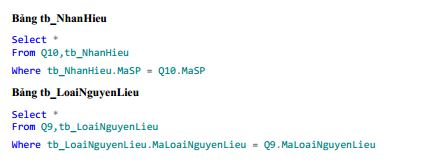 Bảng tb_NhanHieu
Select *
From Q10,tb_NhanHieu
Where tb_NhanHieu.MaSP = Q10.MaSP
Bảng tb_LoaiNguyenLieu
Select *
From Q9,tb_LoaiNguyenLieu
Where tb_LoaiNguyenLieu.MaLoaiNguyenLieu = Q9.MaLoaiNguyenLieu